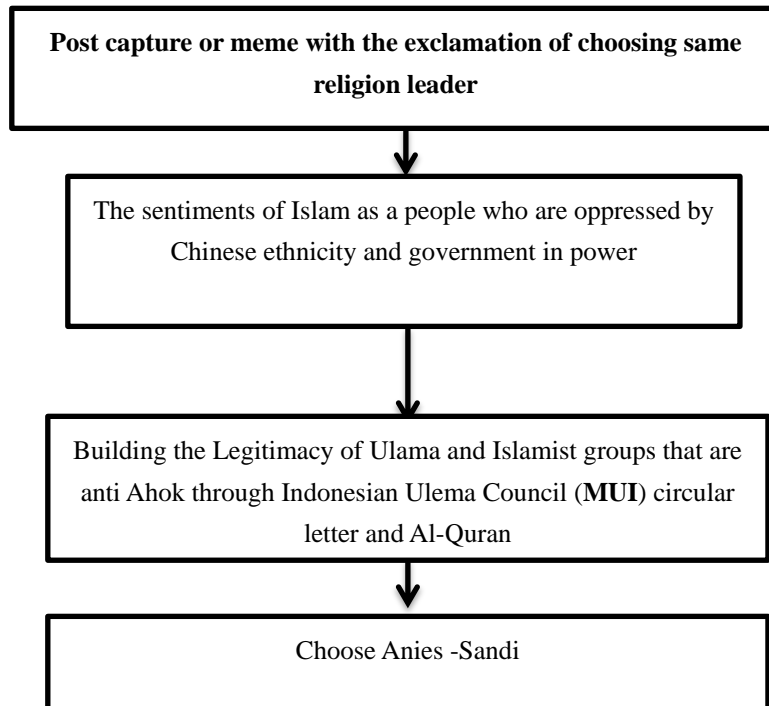 Post capture or meme with the exclamation of choosing same
religion leader
The sentiments of Islam as a people who are oppressed by
Chinese ethnicity and government in power
Building the Legitimacy of Ulama and Islamist groups that are
anti Ahok through Indonesian Ulema Council (MUI) circular
letter and Al-Quran
Choose Anies -Sandi